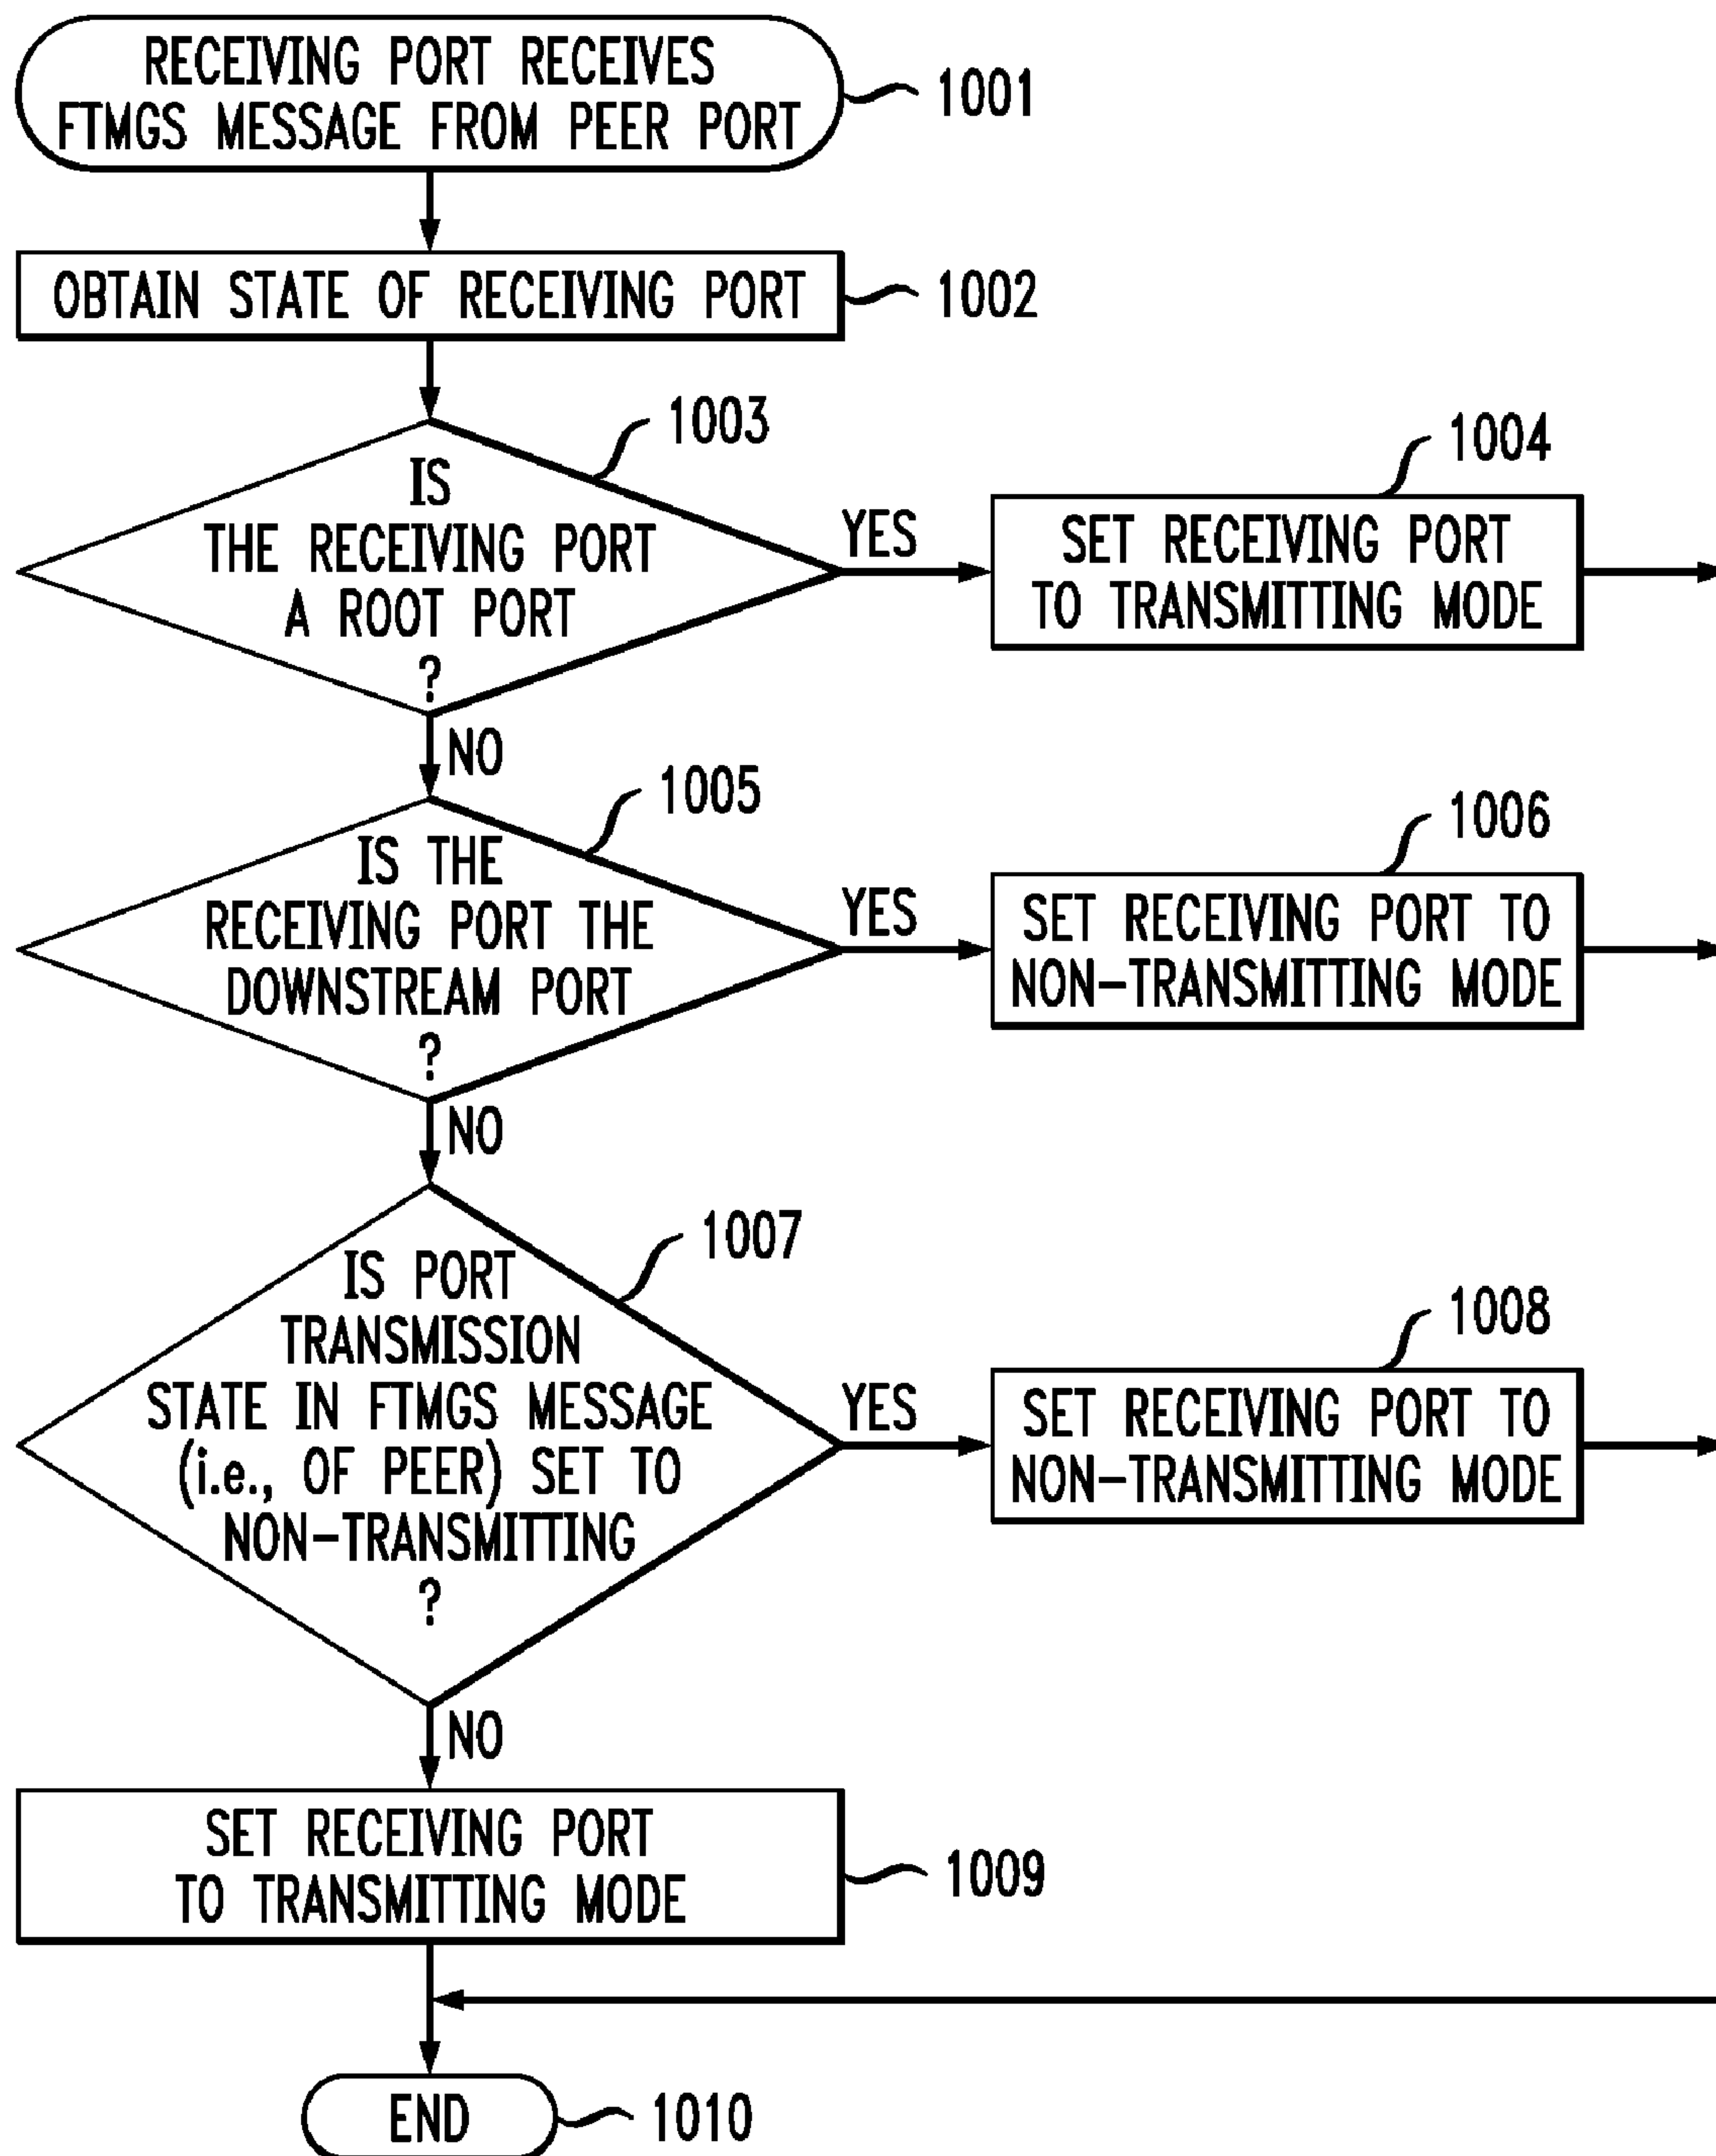 RECEIVING PORT RECEIVES
FTMGS MESSAGE FROM PEER PORT
1001
OBTAIN STATE OF RECEIVING PORT
1002
1003
IS
THE RECEIVING PORT
A ROOT PORT
?
YES
NO
1004
SET RECEIVING PORT
TO TRANSMITTING MODE
1005
IS THE
RECEIVING PORT THE
DOWNSTREAM PORT
?
YES
NO
1006
SET RECEIVING PORT TO
NON-TRANSMITTING MODE
1007
IS PORT
TRANSMISSION
STATE IN FTMGS MESSAGE
(i.e., OF PEER) SET TO
NON-TRANSMITTING
?
YES
NO
1008
SET RECEIVING PORT TO
NON-TRANSMITTING MODE
SET RECEIVING PORT
TO TRANSMITTING MODE
1009
END
1010